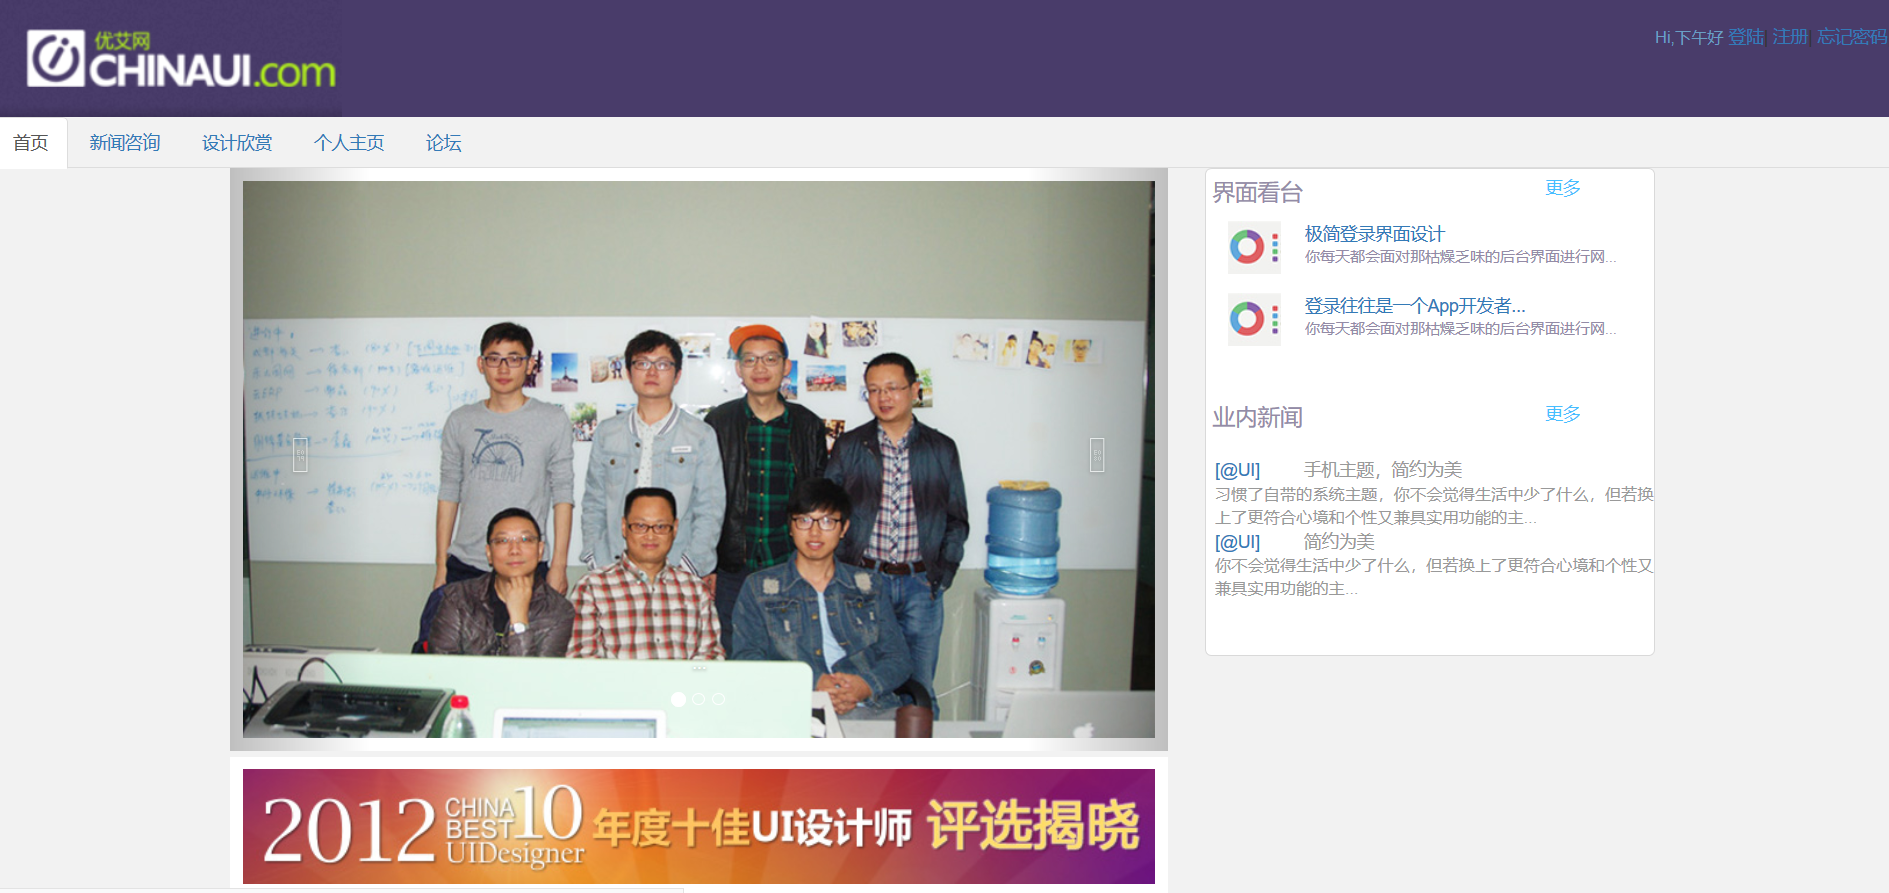 优艾网
CHINAUI.com
Hi,下午好 登陆| 注册| 忘记密码
首页 新闻咨询 设计欣赏 个人主页 论坛
界面看台 更多
极简登录界面设计
你每天都会面对那枯燥乏味的后台界面进行网...
登录往往是一个App开发者...
你每天都会面对那枯燥乏味的后台界面进行网...
业内新闻 更多
[@UI] 手机主题，简约为美
习惯了自带的系统主题，你不会觉得生活中少了什么，但若换
上了更符合心境和个性又兼具实用功能的主...
[@UI] 简约为美
你不会觉得生活中少了什么，但若换上了更符合心境和个性又
兼具实用功能的主...
...
2012 CHINA BEST 10 UIDesigner 年度十佳UI设计师 评选揭晓